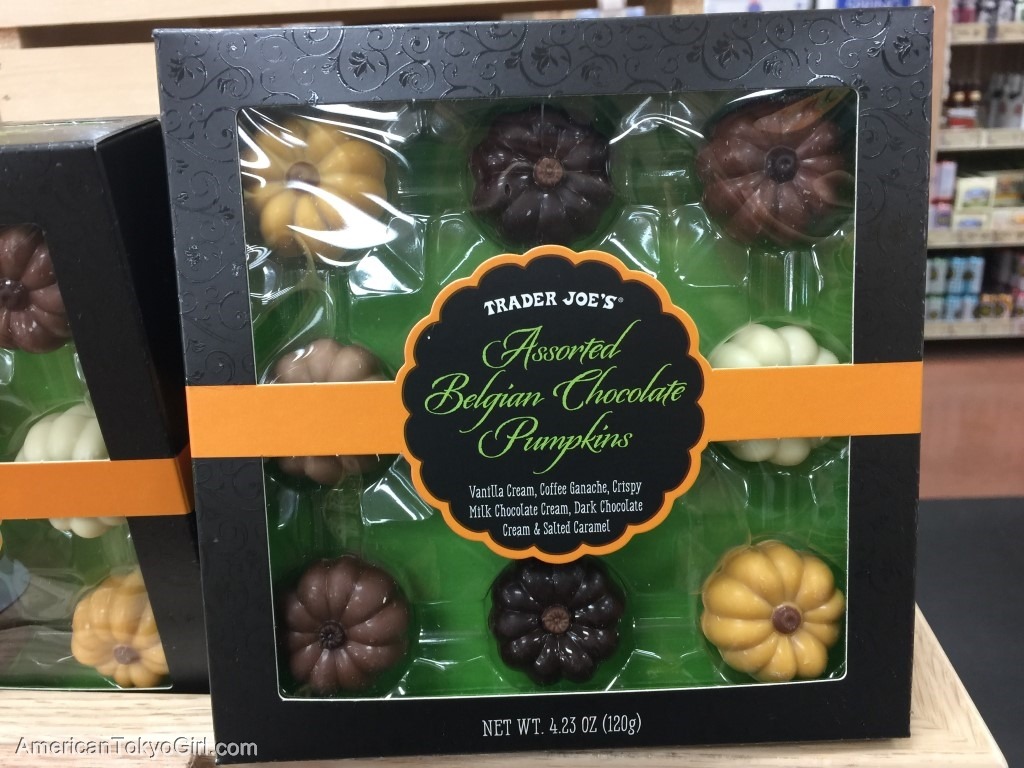 TRADER JOE'S®
Assorted
Belgian Chocolate
Pumpkins
Vanilla Cream, Coffee Ganache, Crispy
Milk Chocolate Cream, Dark Chocolate
Cream & Salted Caramel
NET WT. 4.23 OZ (120g)
AmericanTokyoGirl.com